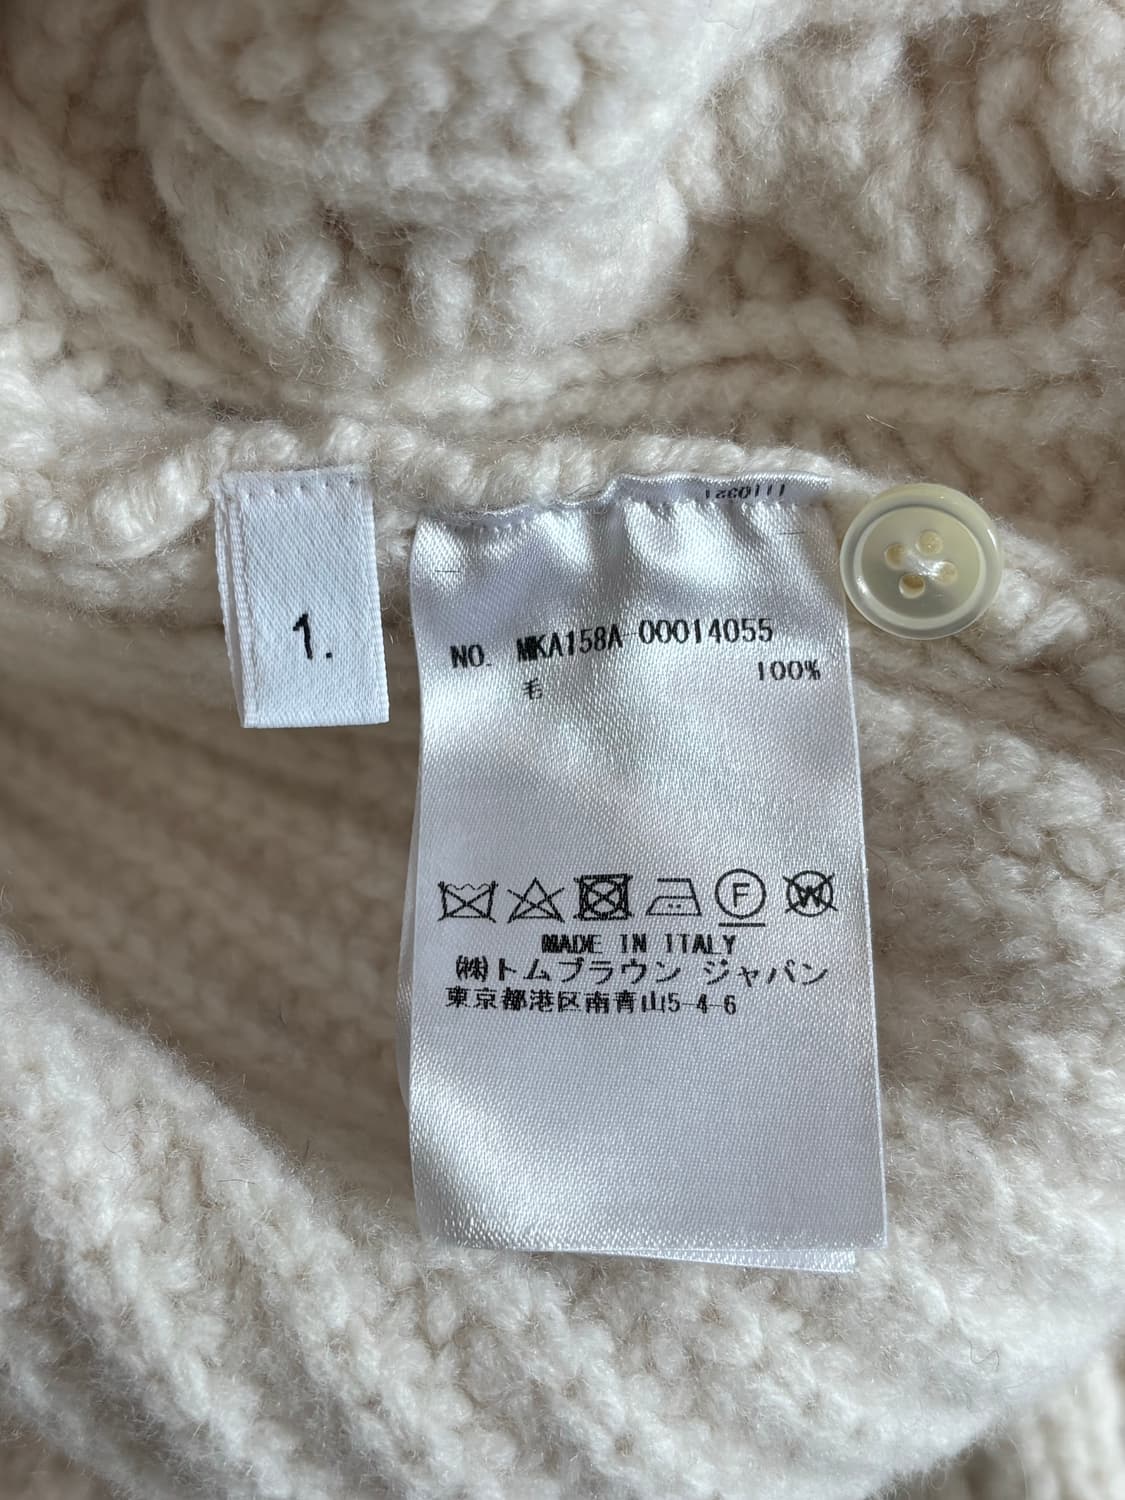 1.
NO. MKA158A 00014055
毛 100%
F W
MADE IN ITALY
㈱トムブラウン ジャパン
東京都港区南青山5-4-6